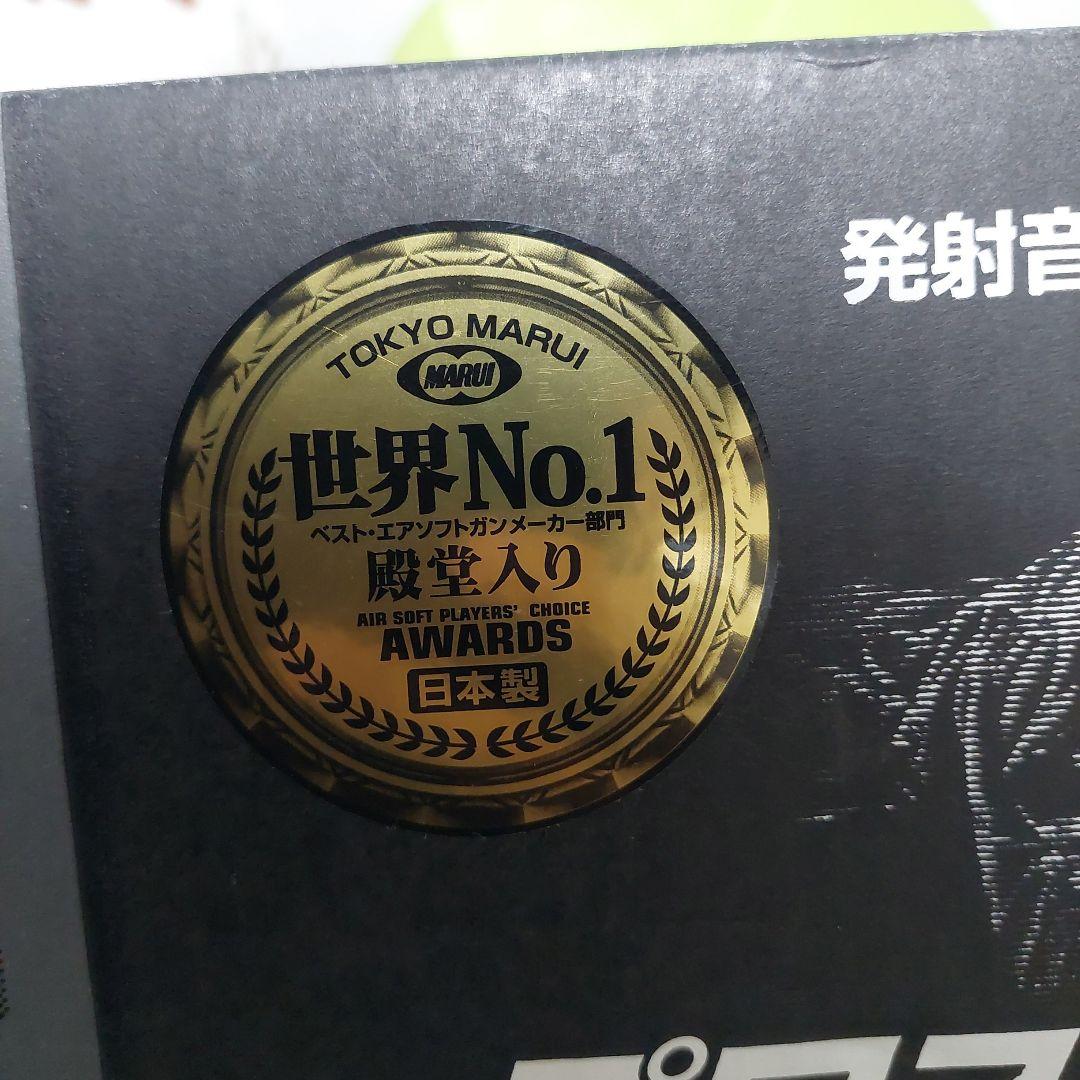 発射音
TOKYO MARUI
MARUI
世界No.1
ベスト・エアソフトガンメーカー部門
殿堂入り
AIR SOFT PLAYERS' CHOICE
AWARDS
日本製